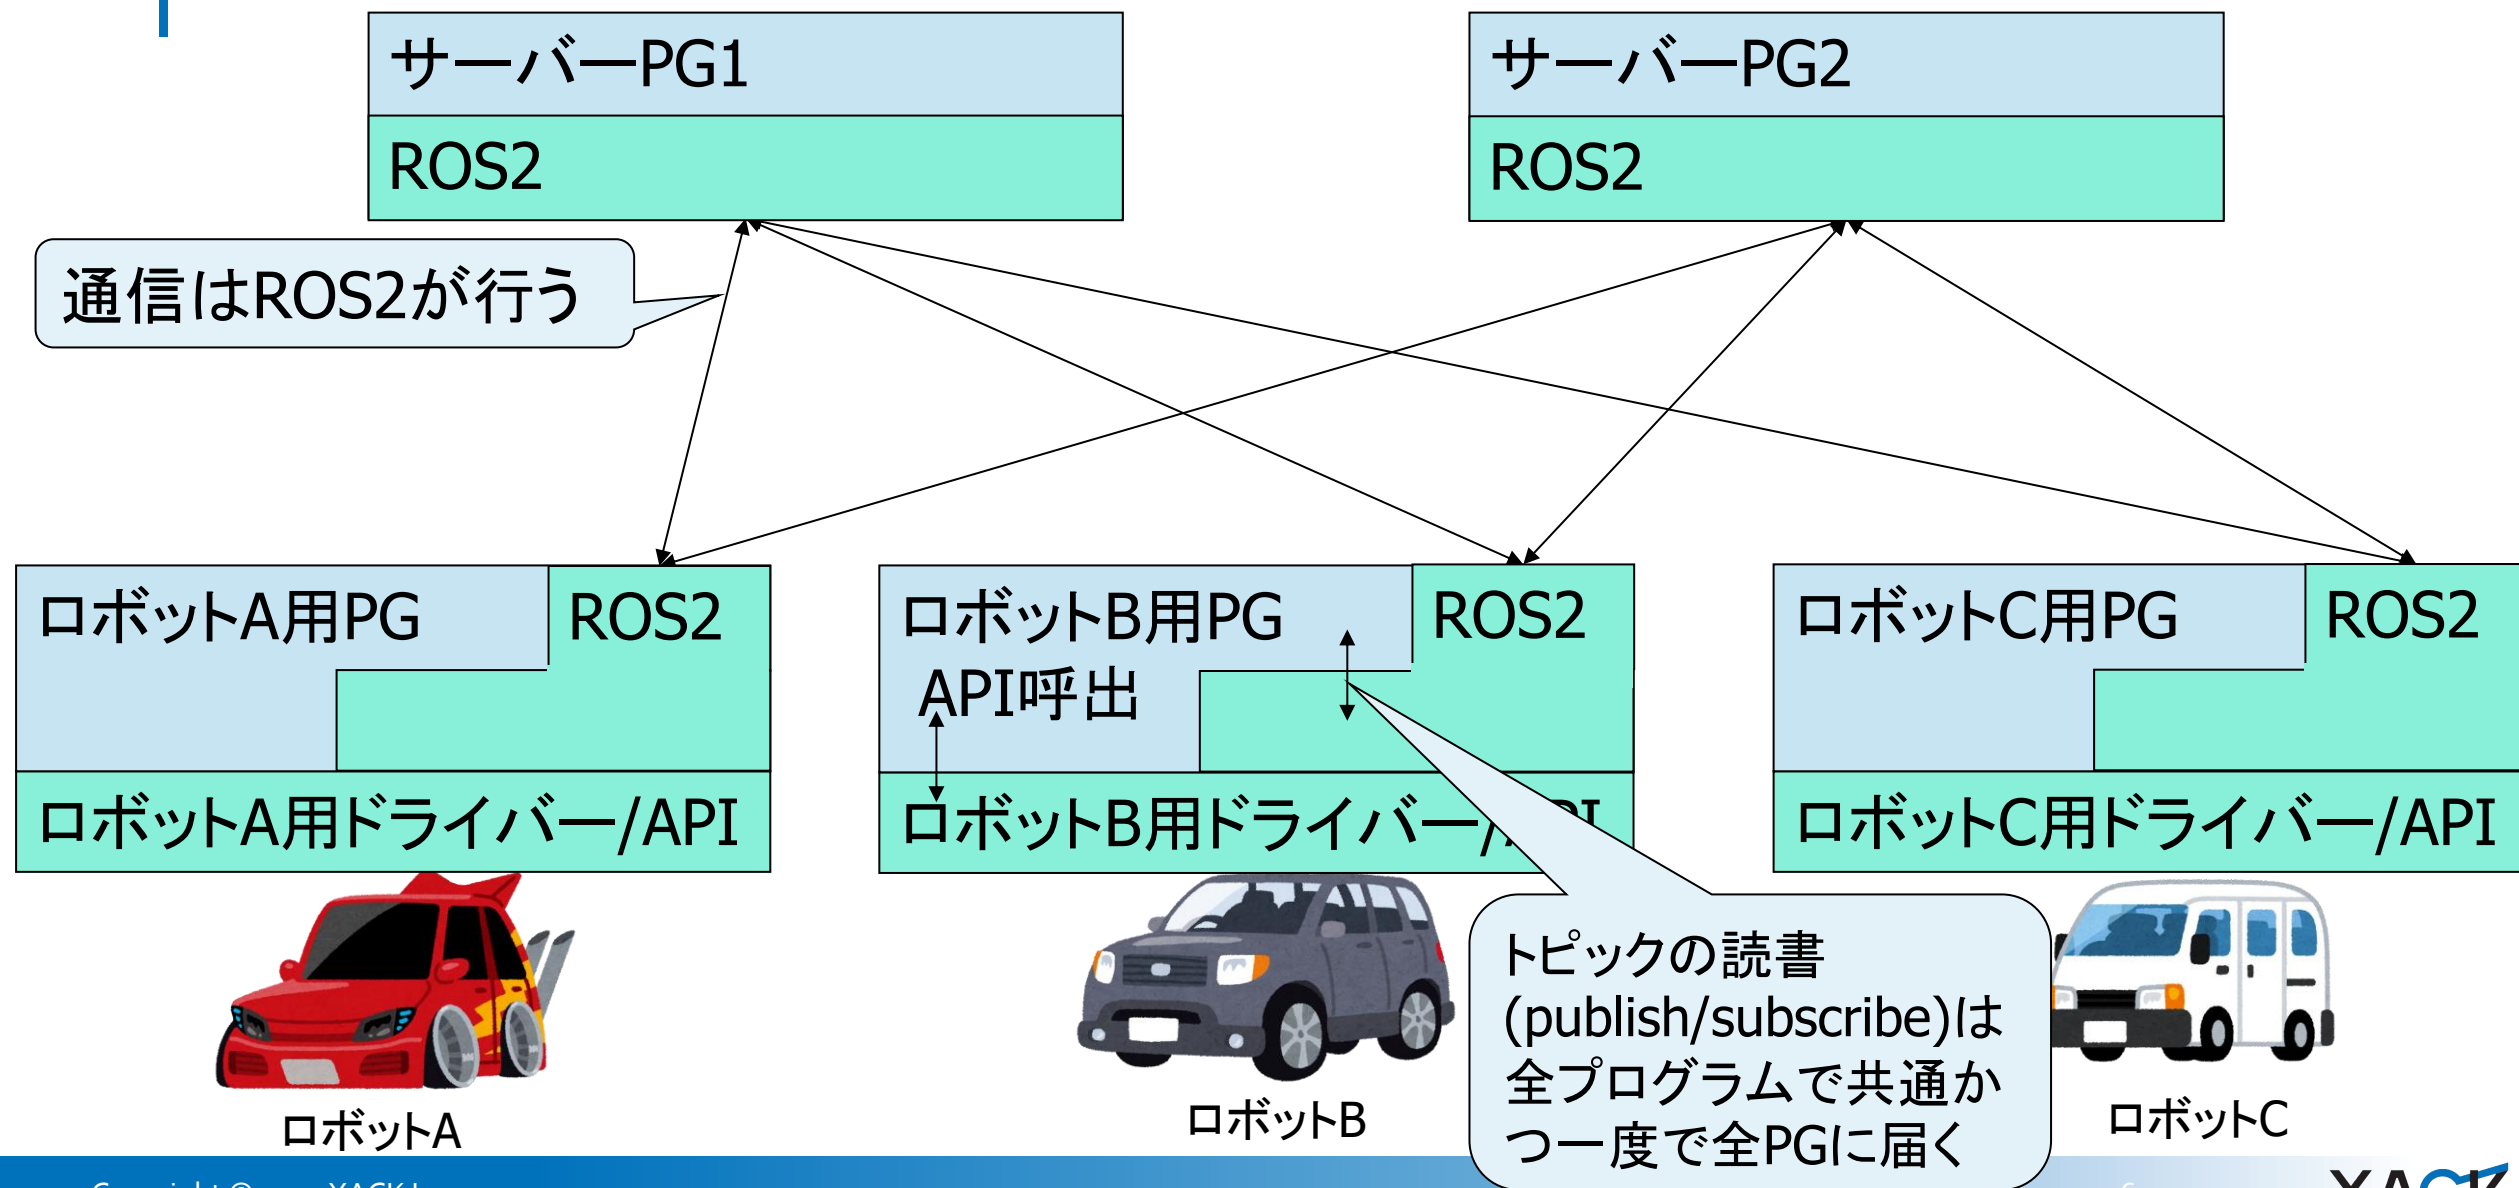 サーバーPG1
ROS2
サーバーPG2
ROS2
通信はROS2が行う
ロボットA用PG
ROS2
ロボットA用ドライバー/API
ロボットB用PG
ROS2
API呼出
ロボットB用ドライバー/API
ロボットC用PG
ROS2
ロボットC用ドライバー/API
トピックの読書
(publish/subscribe)は
全プログラムで共通か
つ一度で全PGに届く
ロボットA
ロボットB
ロボットC
XACK